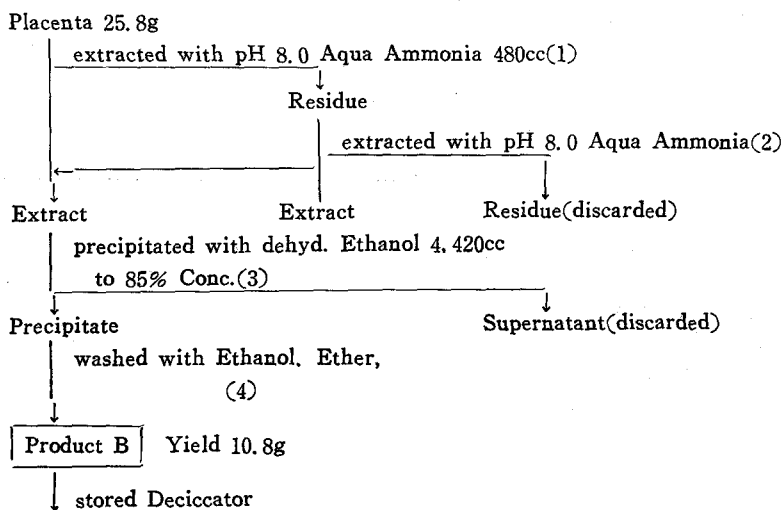 Placenta 25.8g
extracted with pH 8.0 Aqua Ammonia 480cc(1)
Residue
extracted with pH 8.0 Aqua Ammonia(2)
Extract Extract Residue(discarded)
precipitated with dehyd. Ethanol 4,420cc
to 85% Conc.(3)
Precipitate Supernatant(discarded)
washed with Ethanol, Ether,
(4)
Product B Yield 10.8g
stored Deciccator